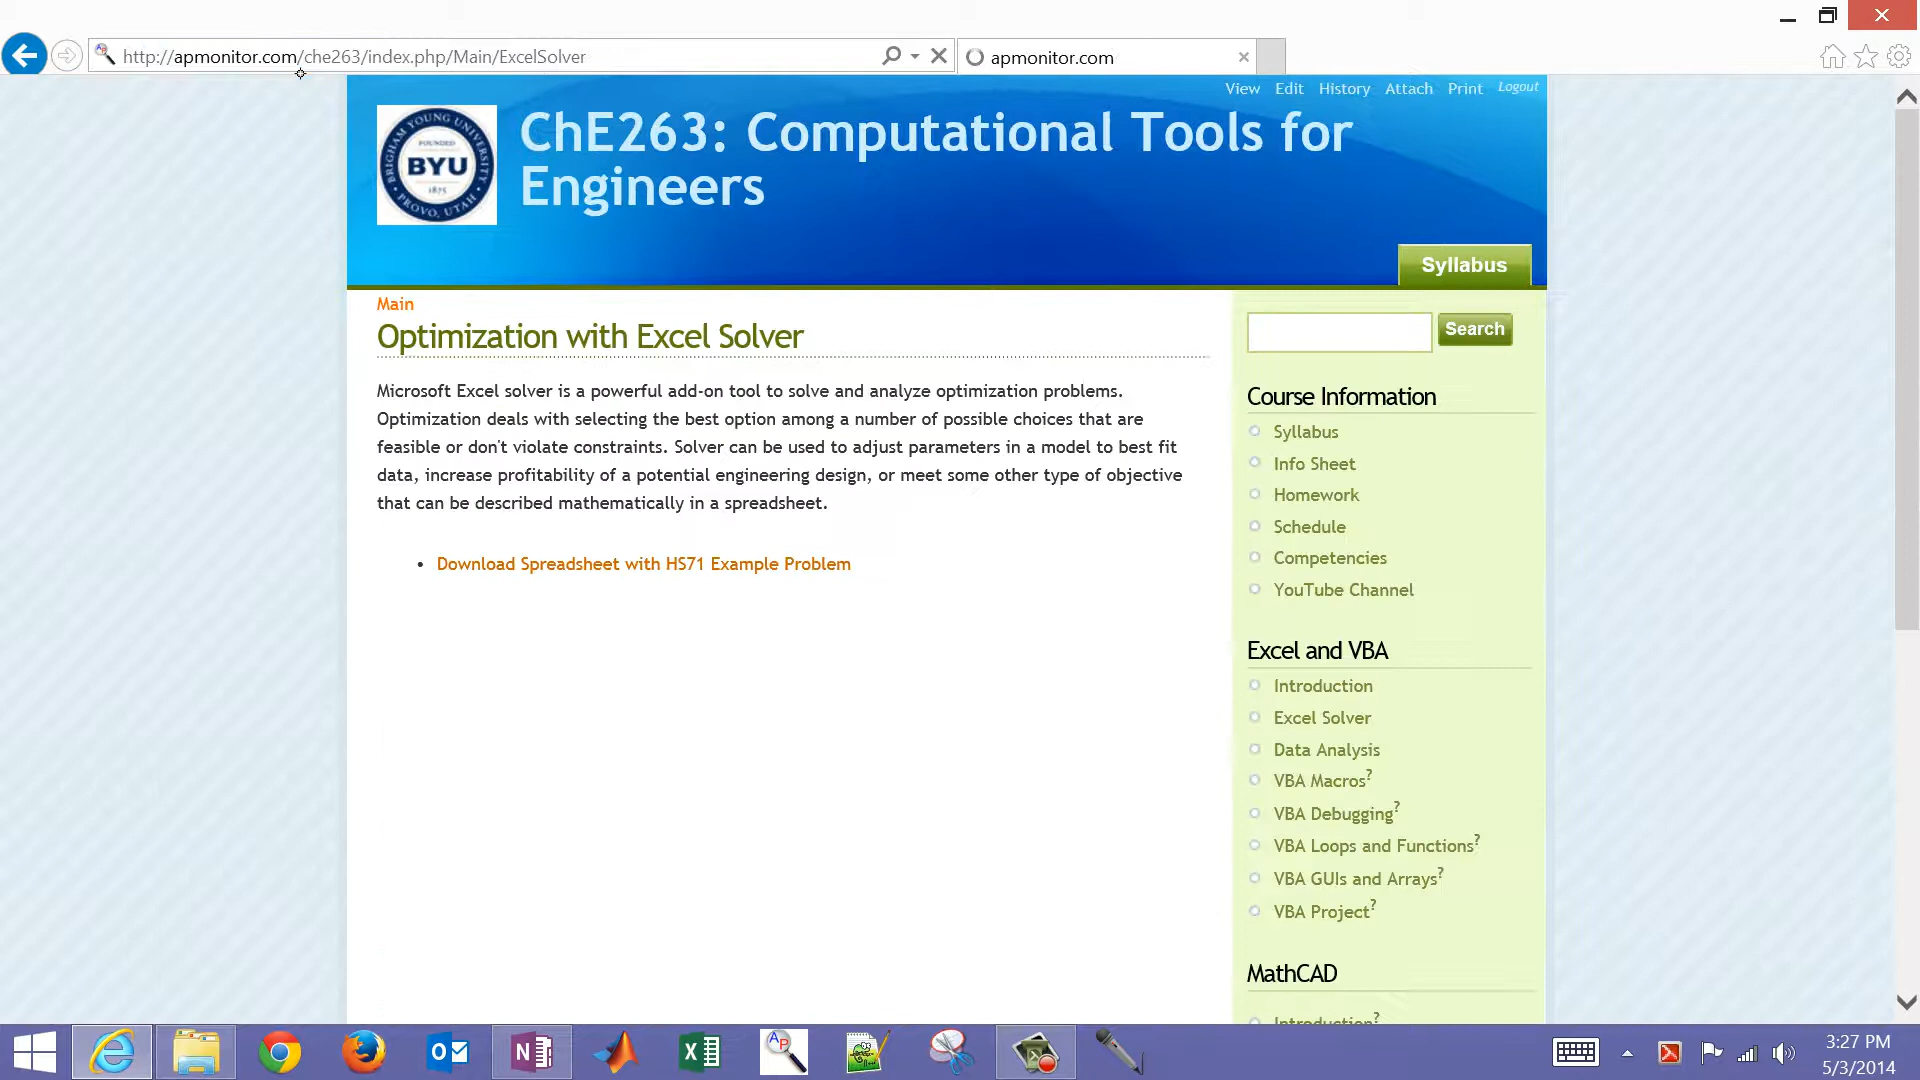 http://apmonitor.com/che263/index.php/Main/ExcelSolver
apmonitor.com
View Edit History Attach Print Logout
BRIGHAM YOUNG UNIVERSITY
FOUNDED
BYU
1875
PROVO, UTAH
ChE263: Computational Tools for
Engineers
Syllabus
Main
Optimization with Excel Solver
Microsoft Excel solver is a powerful add-on tool to solve and analyze optimization problems.
Optimization deals with selecting the best option among a number of possible choices that are
feasible or don't violate constraints. Solver can be used to adjust parameters in a model to best fit
data, increase profitability of a potential engineering design, or meet some other type of objective
that can be described mathematically in a spreadsheet.
• Download Spreadsheet with HS71 Example Problem
Search
Course Information
Syllabus
Info Sheet
Homework
Schedule
Competencies
YouTube Channel
Excel and VBA
Introduction
Excel Solver
Data Analysis
VBA Macros?
VBA Debugging?
VBA Loops and Functions?
VBA GUIs and Arrays?
VBA Project?
MathCAD
Introduction?
3:27 PM
5/3/2014